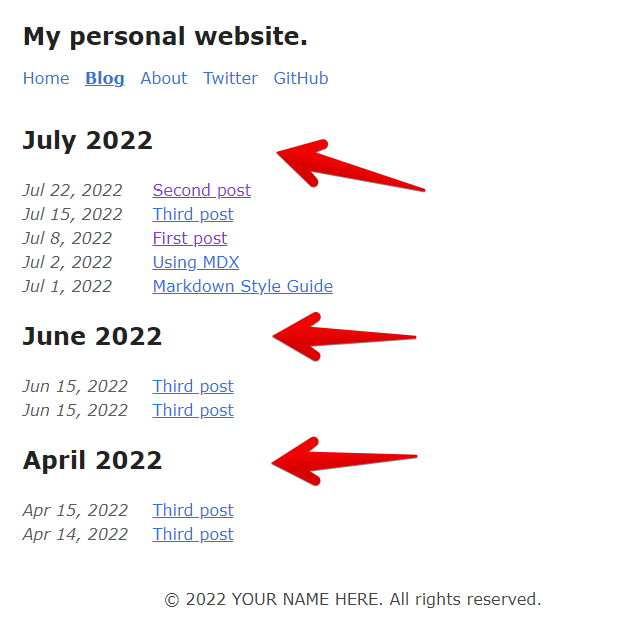 My personal website.
Home Blog About Twitter GitHub
July 2022
Jul 22, 2022 Second post
Jul 15, 2022 Third post
Jul 8, 2022 First post
Jul 2, 2022 Using MDX
Jul 1, 2022 Markdown Style Guide
June 2022
Jun 15, 2022 Third post
Jun 15, 2022 Third post
April 2022
Apr 15, 2022 Third post
Apr 14, 2022 Third post
© 2022 YOUR NAME HERE. All rights reserved.